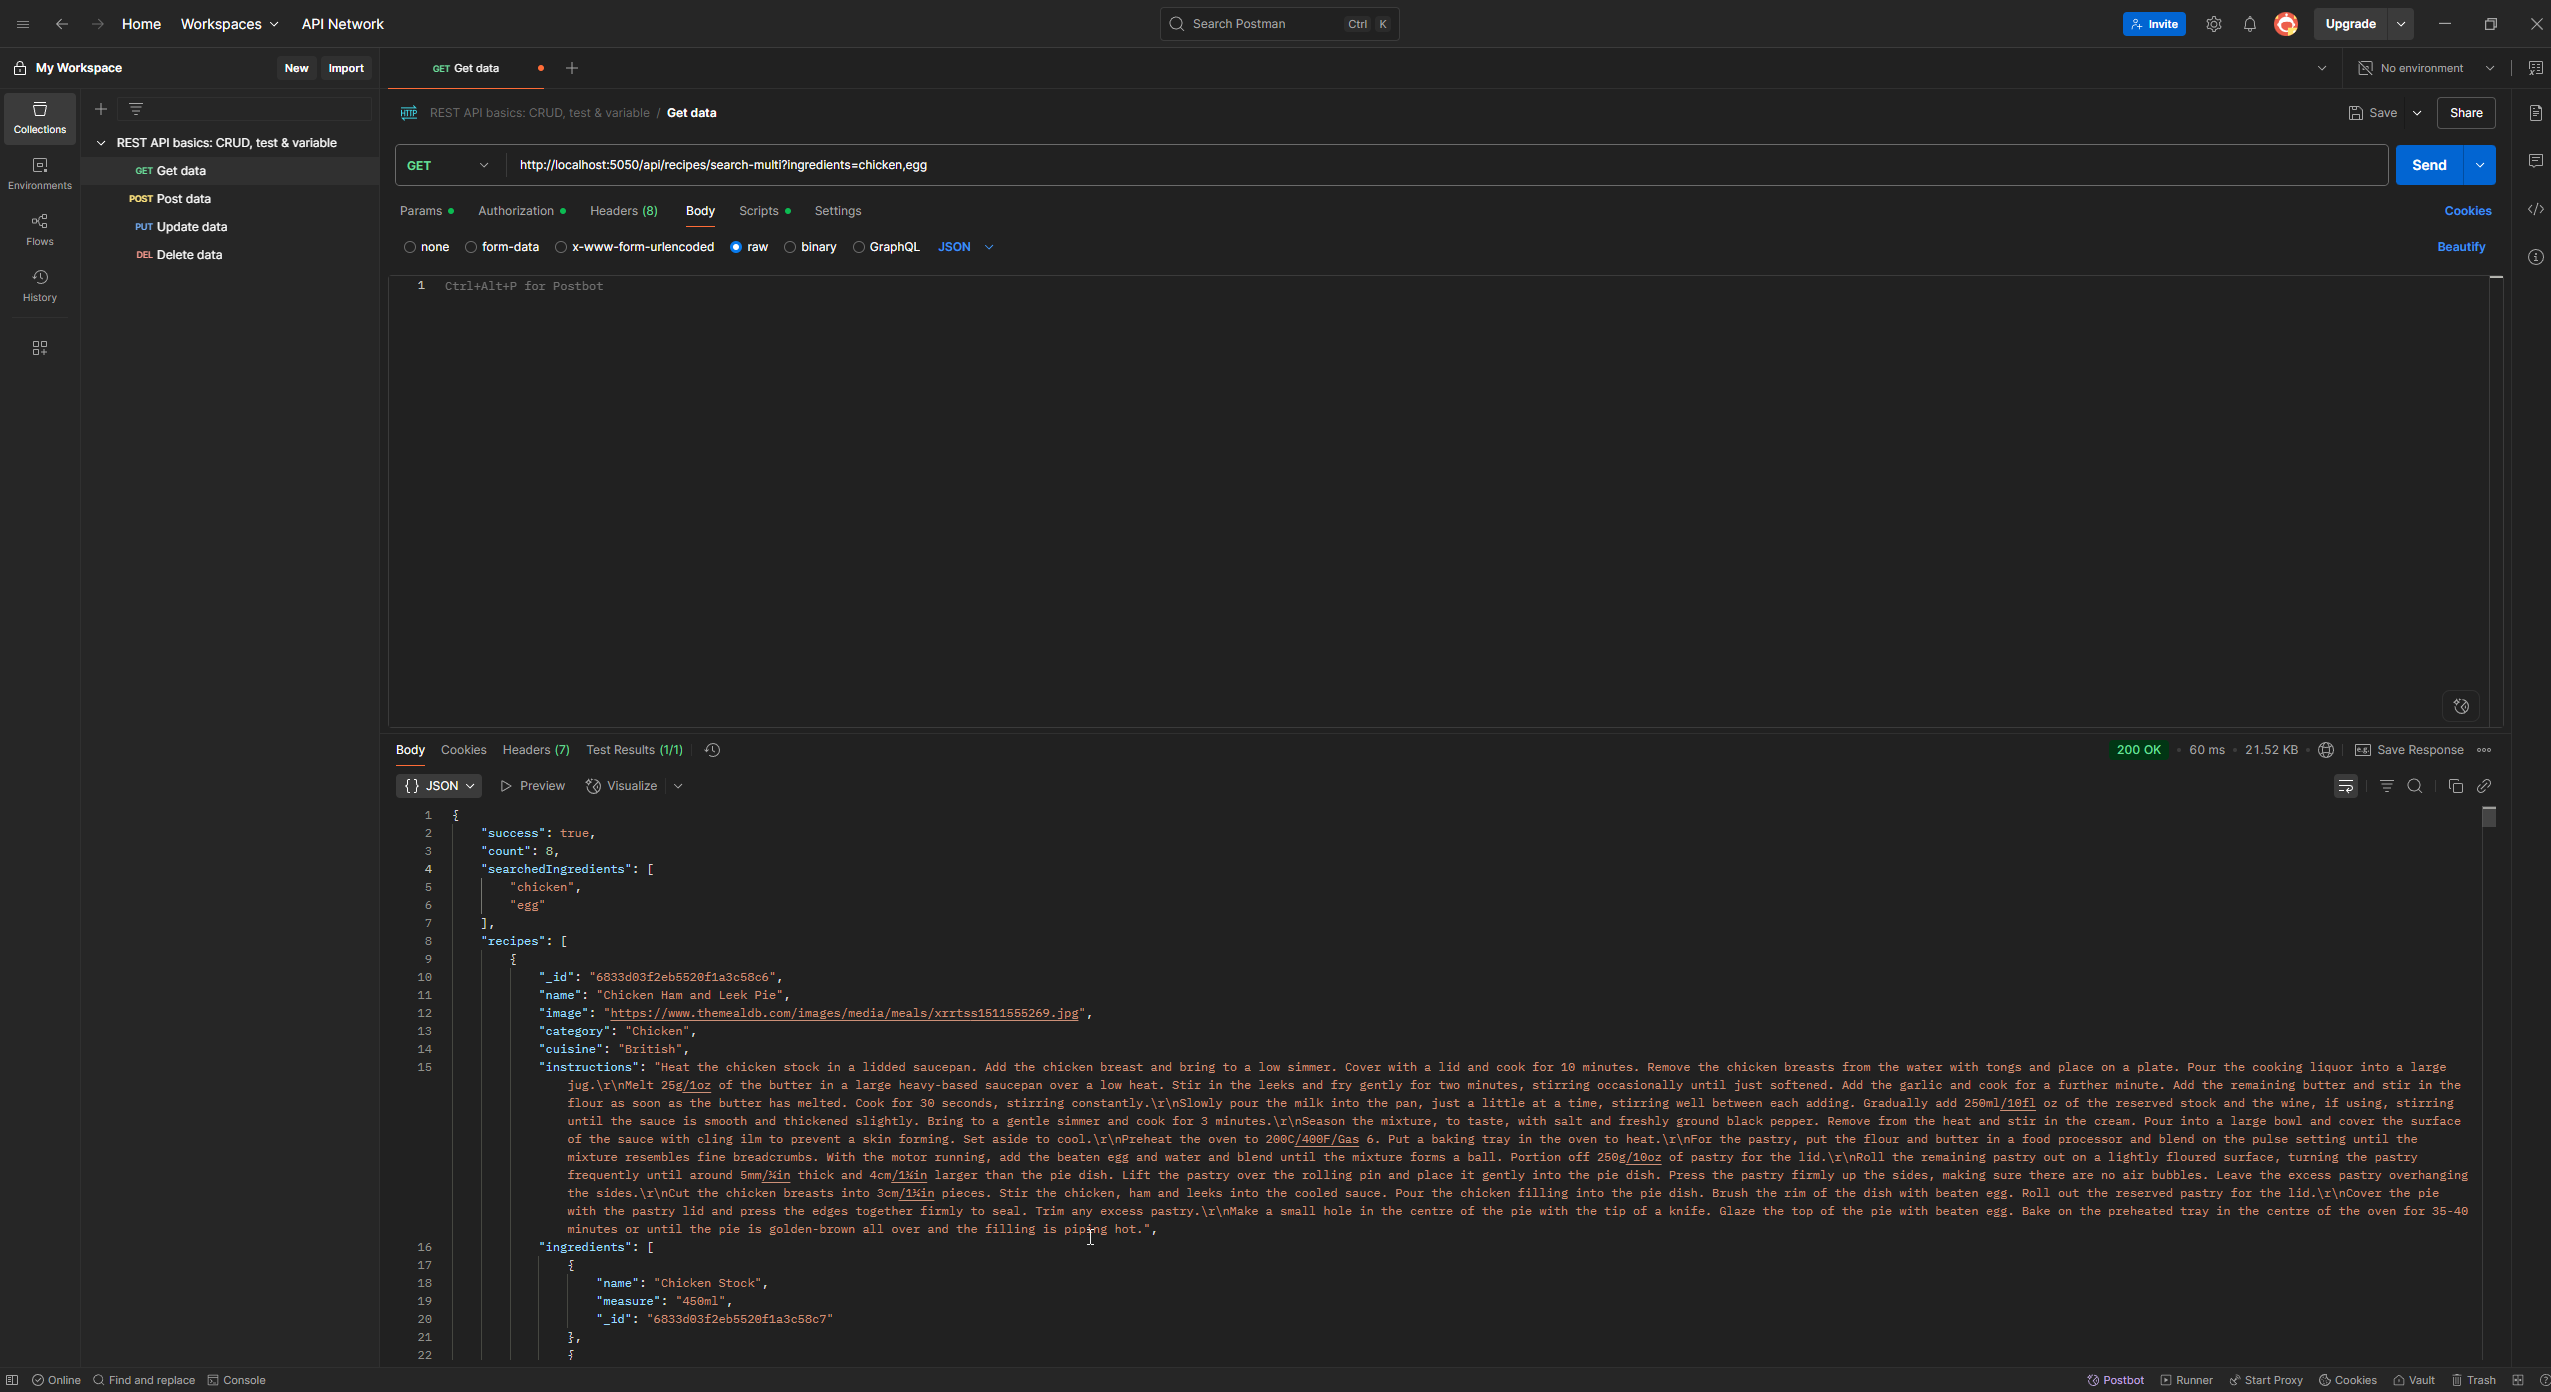 Home Workspaces API Network Search Postman Ctrl K Invite Upgrade
My Workspace New Import GET Get data No environment
Collections
Environments
Flows
History
REST API basics: CRUD, test & variable
GET Get data
POST Post data
PUT Update data
DEL Delete data
HTTP REST API basics: CRUD, test & variable / Get data Save Share
GET http://localhost:5050/api/recipes/search-multi?ingredients=chicken,egg Send
Params Authorization Headers (8) Body Scripts Settings Cookies
none form-data x-www-form-urlencoded raw binary GraphQL JSON Beautify
1 Ctrl+Alt+P for Postbot
Body Cookies Headers (7) Test Results (1/1) 200 OK 60 ms 21.52 KB e.g. Save Response
{} JSON Preview Visualize
1 {
2 "success": true,
3 "count": 8,
4 "searchedIngredients": [
5 "chicken",
6 "egg"
7 ],
8 "recipes": [
9 {
10 "_id": "6833d03f2eb5520f1a3c58c6",
11 "name": "Chicken Ham and Leek Pie",
12 "image": "https://www.themealdb.com/images/media/meals/xrrtss1511555269.jpg",
13 "category": "Chicken",
14 "cuisine": "British",
15 "instructions": "Heat the chicken stock in a lidded saucepan. Add the chicken breast and bring to a low simmer. Cover with a lid and cook for 10 minutes. Remove the chicken breasts from the water with tongs and place on a plate. Pour the cooking liquor into a large
jug.\r\nMelt 25g/1oz of the butter in a large heavy-based saucepan over a low heat. Stir in the leeks and fry gently for two minutes, stirring occasionally until just softened. Add the garlic and cook for a further minute. Add the remaining butter and stir in the
flour as soon as the butter has melted. Cook for 30 seconds, stirring constantly.\r\nSlowly pour the milk into the pan, just a little at a time, stirring well between each adding. Gradually add 250ml/10fl oz of the reserved stock and the wine, if using, stirring
until the sauce is smooth and thickened slightly. Bring to a gentle simmer and cook for 3 minutes.\r\nSeason the mixture, to taste, with salt and freshly ground black pepper. Remove from the heat and stir in the cream. Pour into a large bowl and cover the surface
of the sauce with cling ilm to prevent a skin forming. Set aside to cool.\r\nPreheat the oven to 200C/400F/Gas 6. Put a baking tray in the oven to heat.\r\nFor the pastry, put the flour and butter in a food processor and blend on the pulse setting until the
mixture resembles fine breadcrumbs. With the motor running, add the beaten egg and water and blend until the mixture forms a ball. Portion off 250g/10oz of pastry for the lid.\r\nRoll the remaining pastry out on a lightly floured surface, turning the pastry
frequently until around 5mm/¼in thick and 4cm/1½in larger than the pie dish. Lift the pastry over the rolling pin and place it gently into the pie dish. Press the pastry firmly up the sides, making sure there are no air bubbles. Leave the excess pastry overhanging
the sides.\r\nCut the chicken breasts into 3cm/1¼in pieces. Stir the chicken, ham and leeks into the cooled sauce. Pour the chicken filling into the pie dish. Brush the rim of the dish with beaten egg. Roll out the reserved pastry for the lid.\r\nCover the pie
with the pastry lid and press the edges together firmly to seal. Trim any excess pastry.\r\nMake a small hole in the centre of the pie with the tip of a knife. Glaze the top of the pie with beaten egg. Bake on the preheated tray in the centre of the oven for 35-40
minutes or until the pie is golden-brown all over and the filling is piping hot.",
16 "ingredients": [
17 {
18 "name": "Chicken Stock",
19 "measure": "450ml",
20 "_id": "6833d03f2eb5520f1a3c58c7"
21 },
22 {
Online Find and replace Console Postbot Runner Start Proxy Cookies Vault Trash